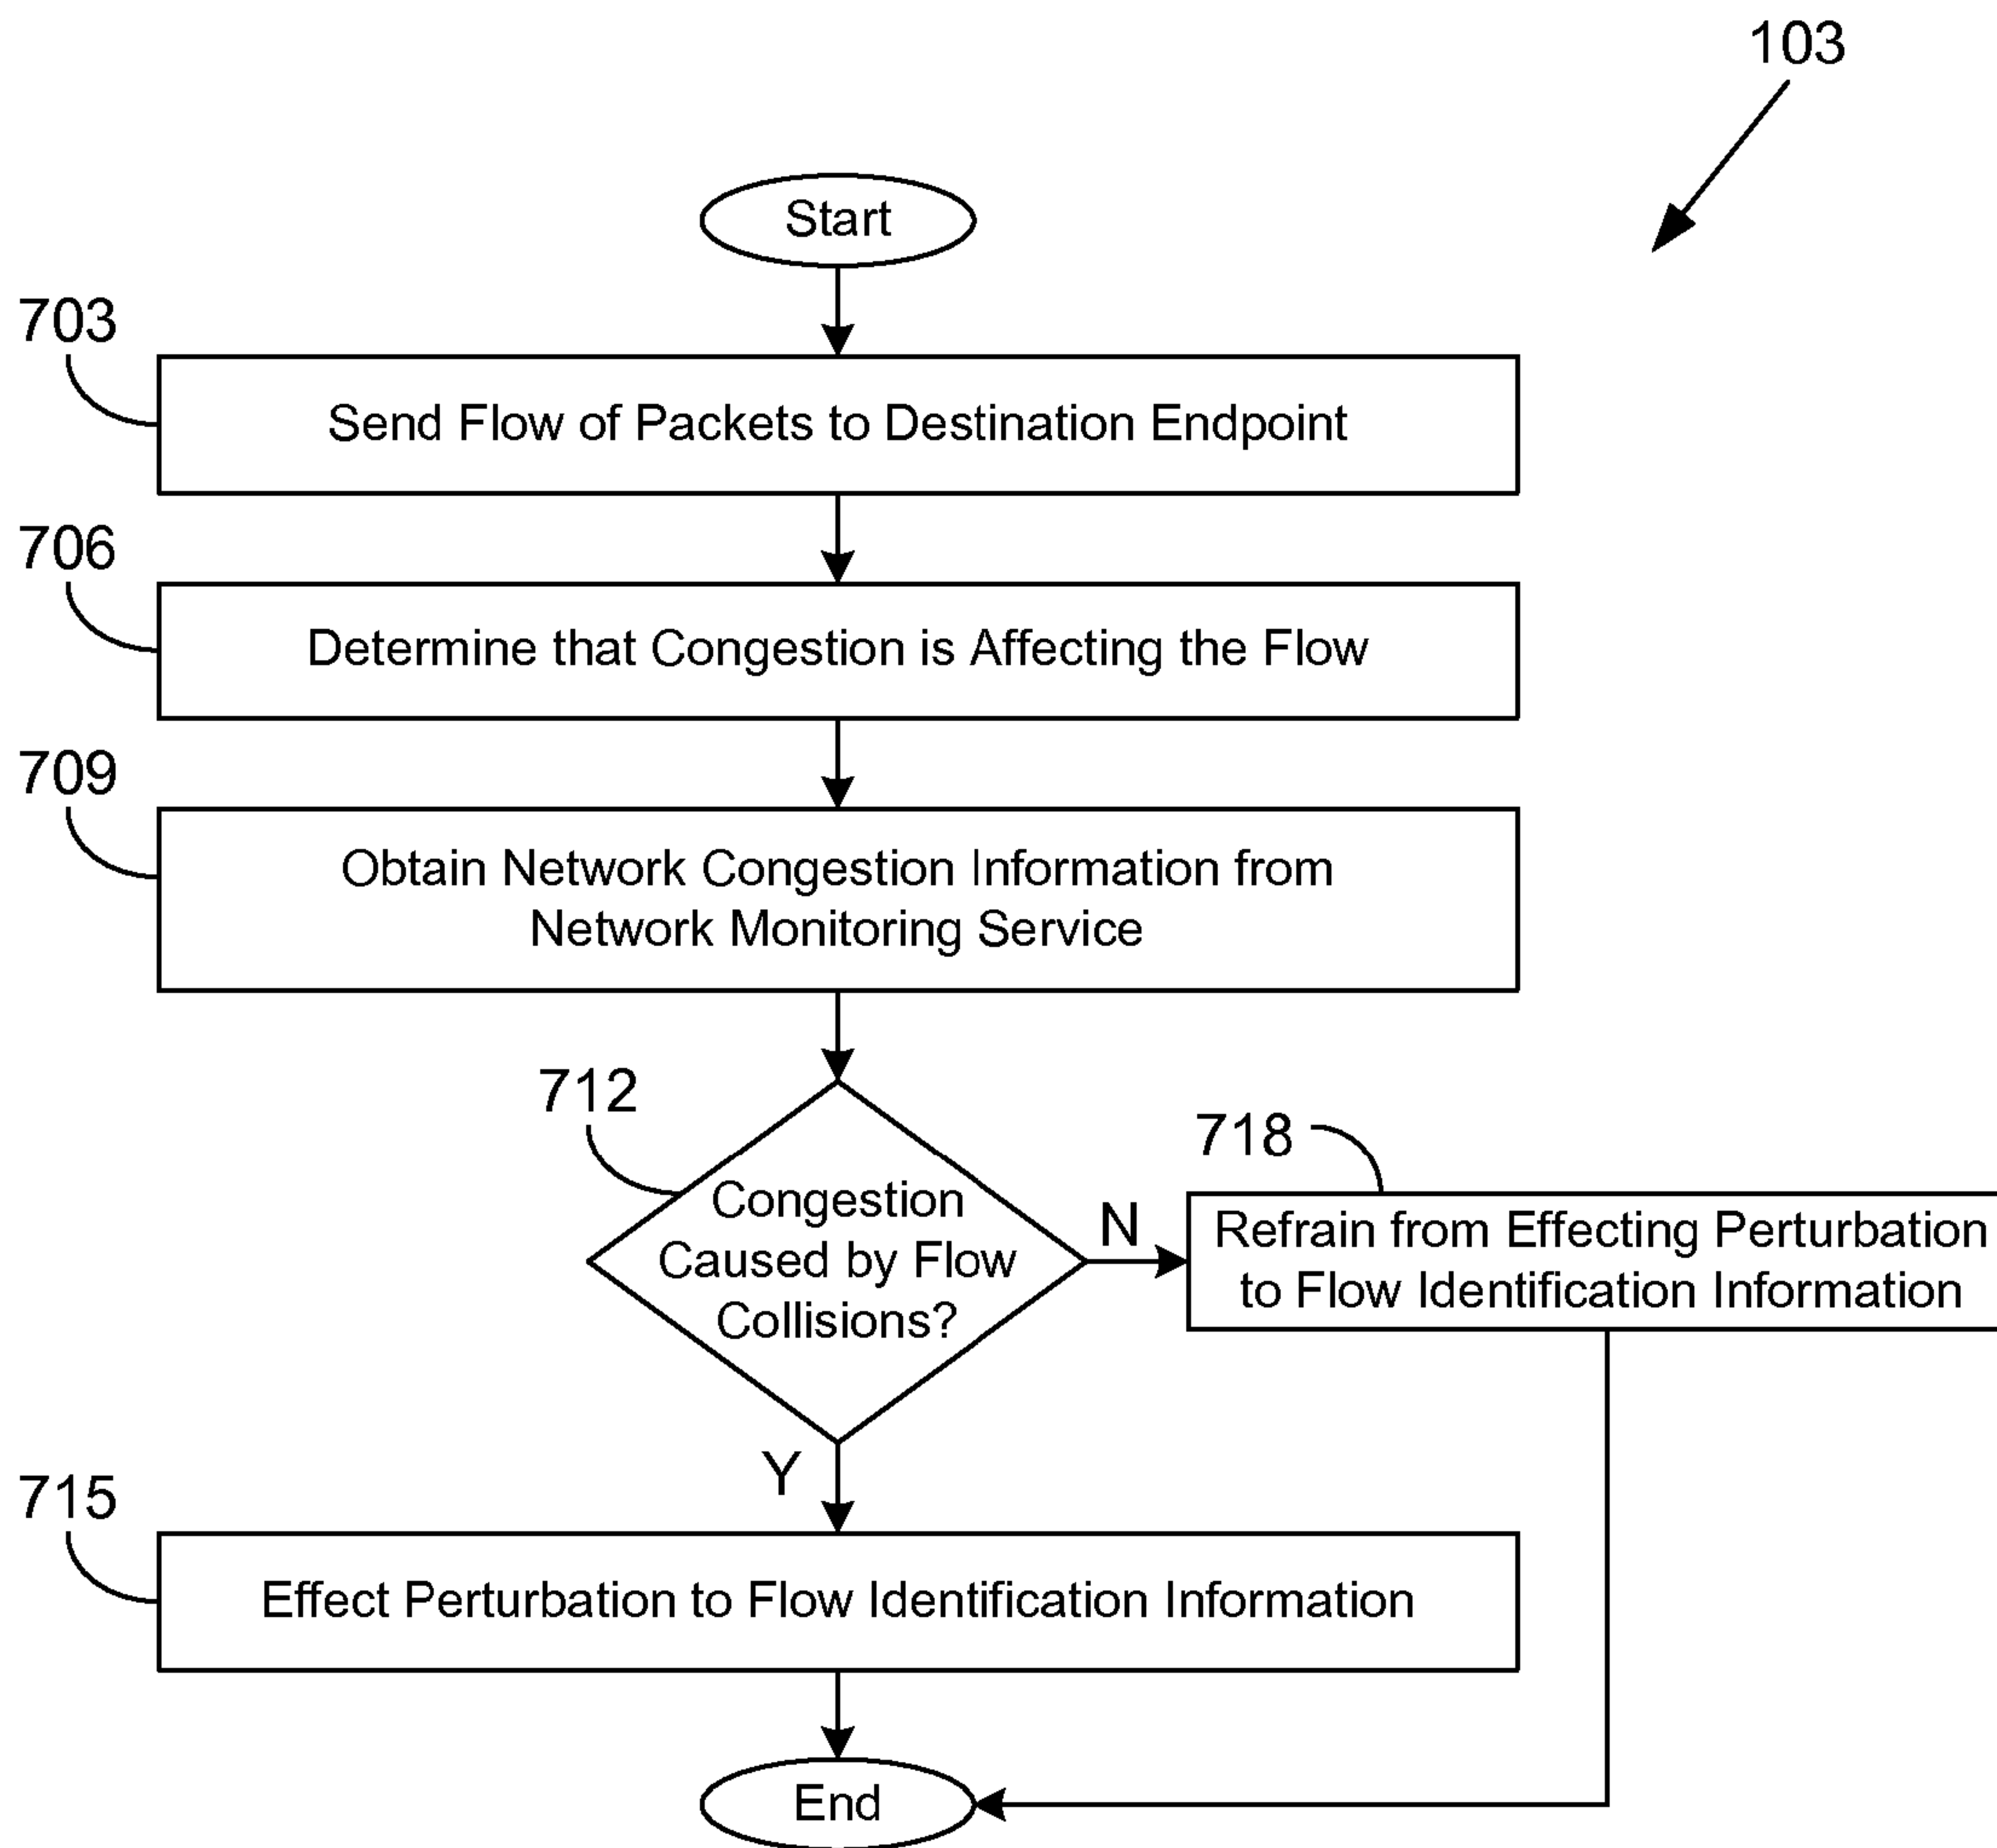 103
Start
703
Send Flow of Packets to Destination Endpoint
706
Determine that Congestion is Affecting the Flow
709
Obtain Network Congestion Information from
Network Monitoring Service
712
Congestion
Caused by Flow
Collisions?
N
718
Refrain from Effecting Perturbation
to Flow Identification Information
Y
715
Effect Perturbation to Flow Identification Information
End